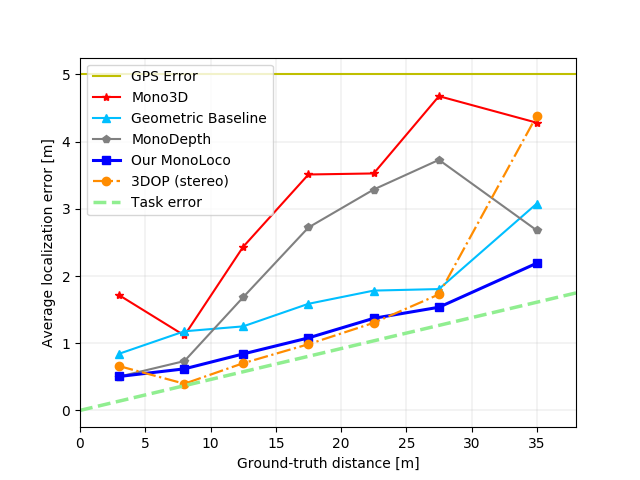 GPS Error
Mono3D
Geometric Baseline
MonoDepth
Our MonoLoco
3DOP (stereo)
Task error
Average localization error [m]
5
4
3
2
1
0
0 5 10 15 20 25 30 35
Ground-truth distance [m]